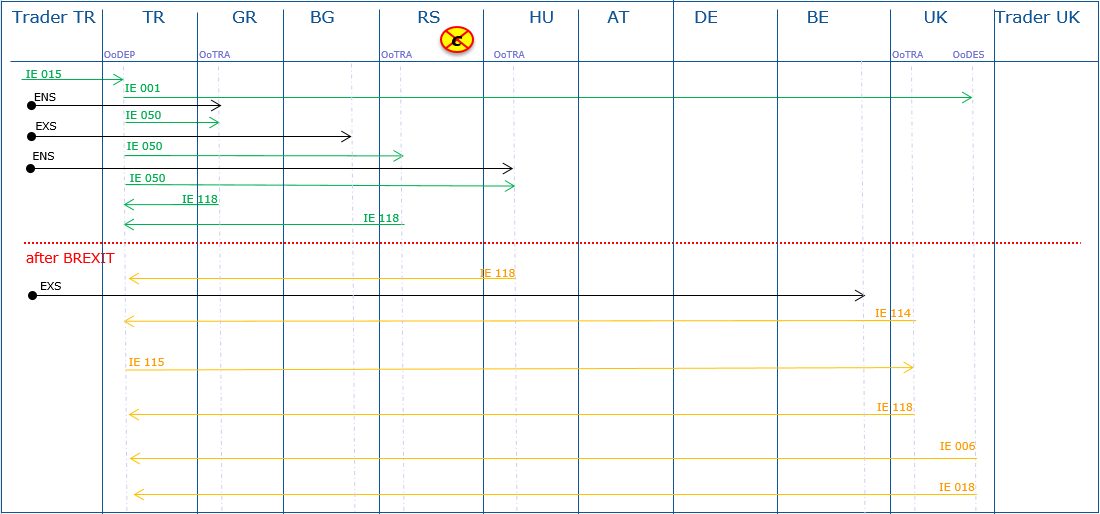 Trader TR TR GR BG RS HU AT DE BE UK Trader UK
c
OoDEP OoTRA OoTRA OoTRA OoTRA OoDES
IE 015
IE 001
ENS
IE 050
EXS
IE 050
ENS
IE 050
IE 118
IE 118
after BREXIT
IE 118
EXS
IE 114
IE 115
IE 118
IE 006
IE 018